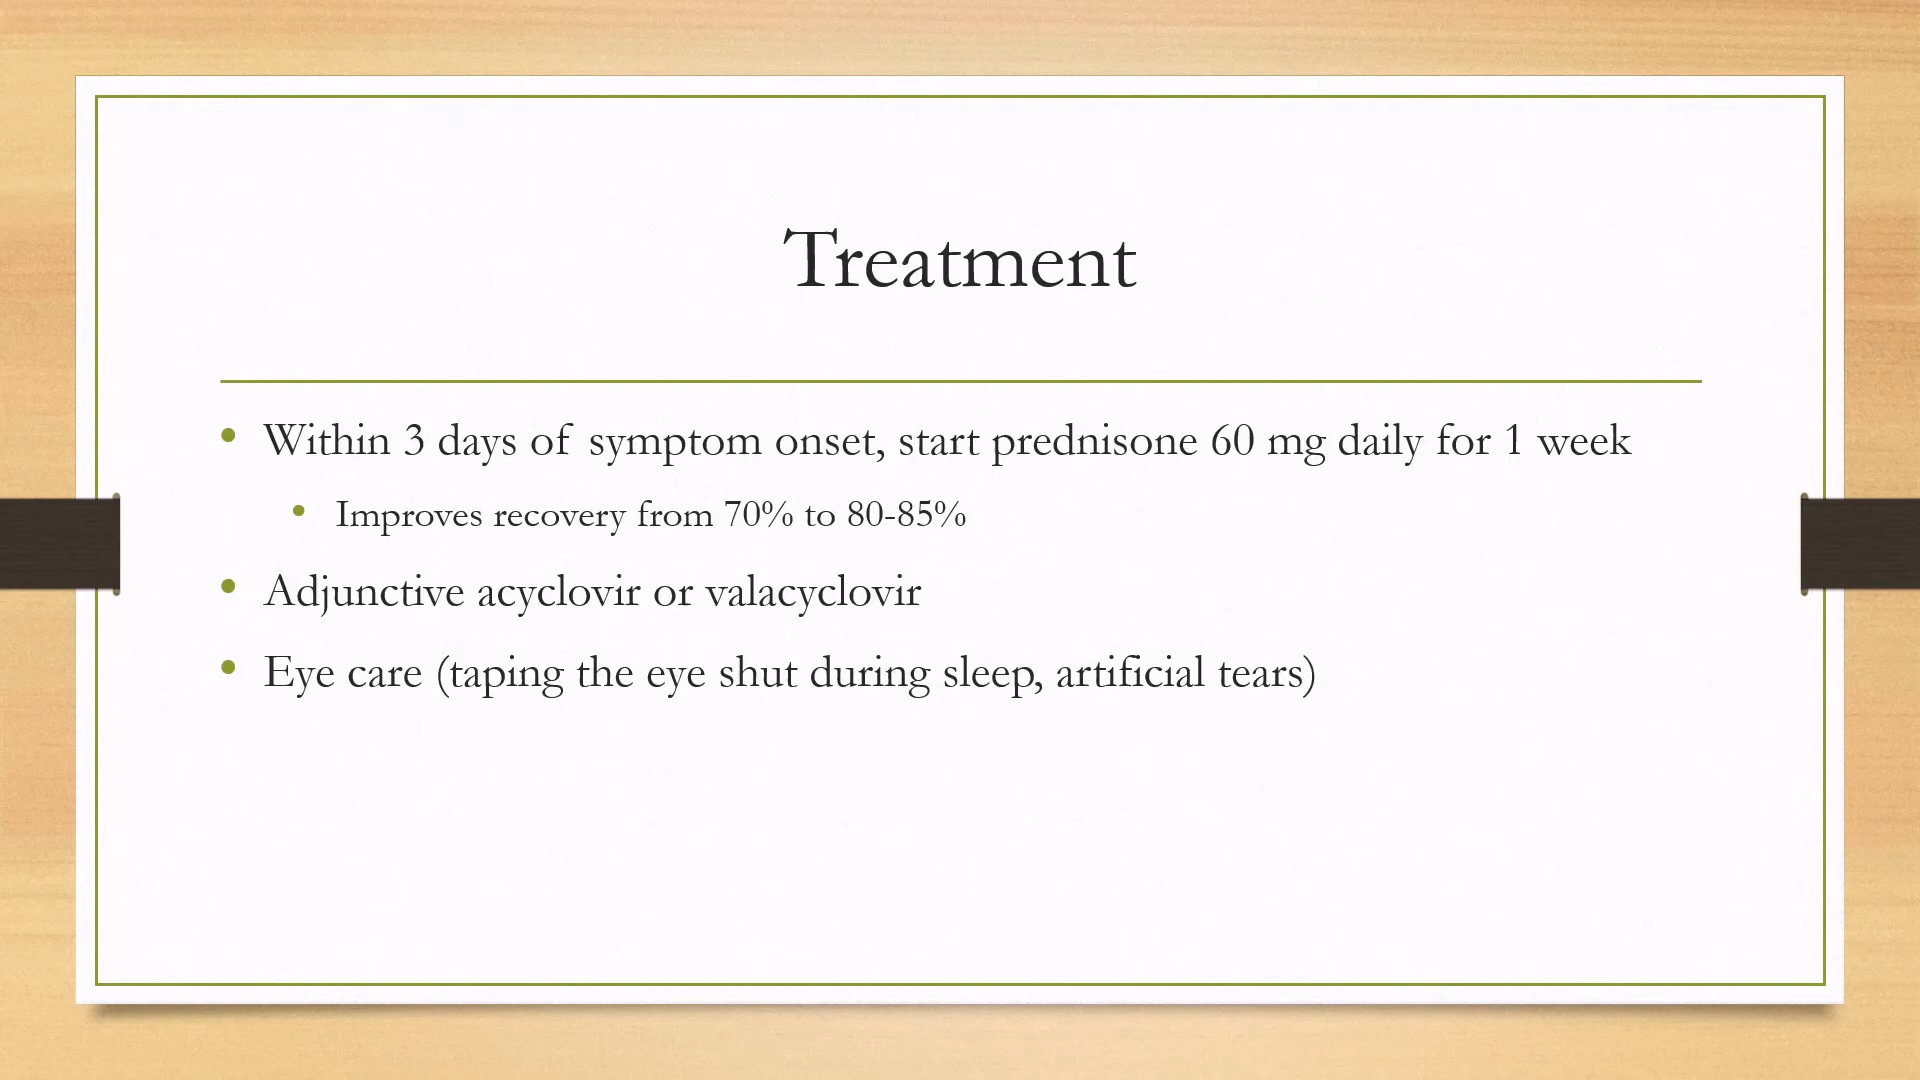 Treatment
• Within 3 days of symptom onset, start prednisone 60 mg daily for 1 week
• Improves recovery from 70% to 80-85%
• Adjunctive acyclovir or valacyclovir
• Eye care (taping the eye shut during sleep, artificial tears)